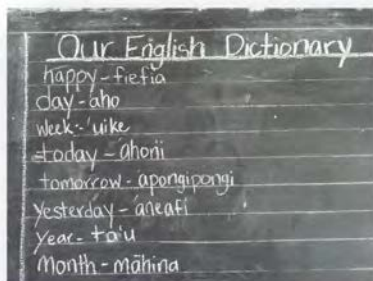 Our English Dictionary
happy - fiefia
day - aho
week - 'uike
today - 'ahoni
tomorrow - apongipongi
yesterday - 'aneafi
year - ta'u
Month - māhina